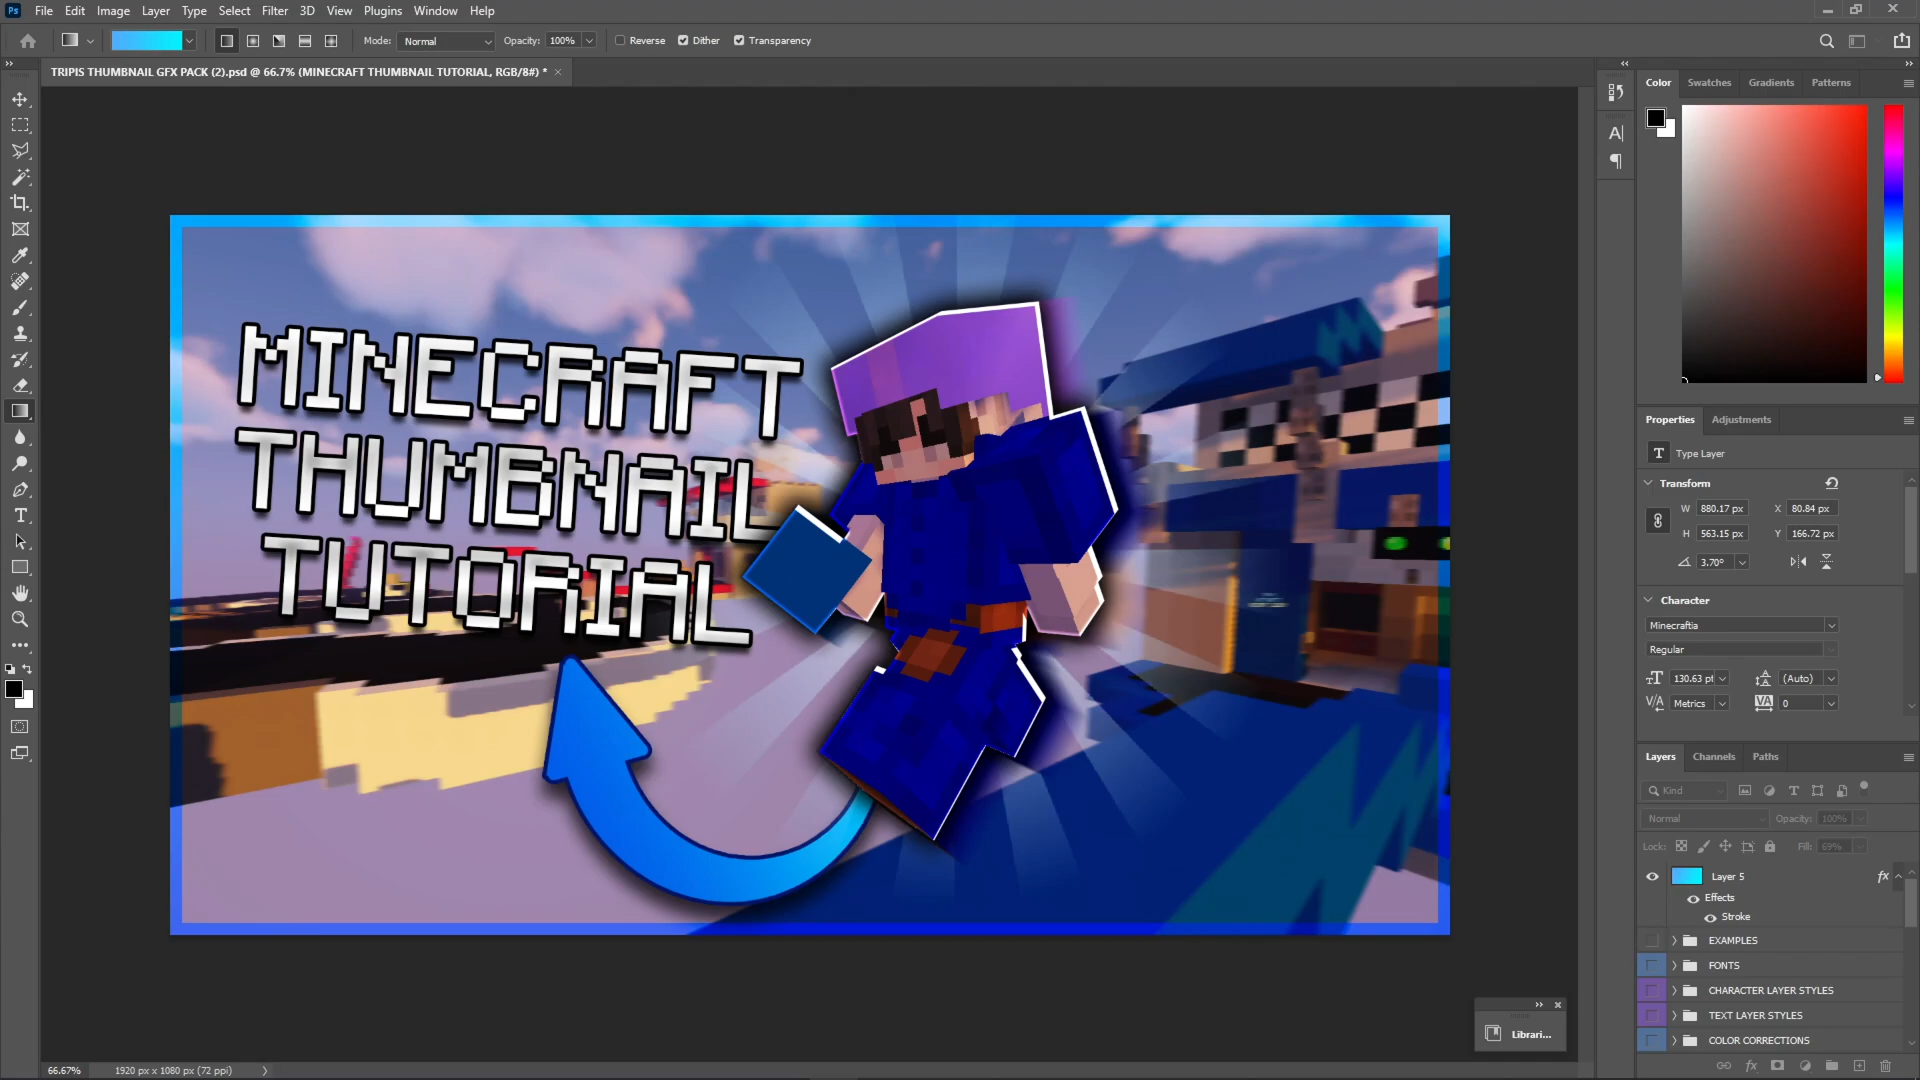 Ps File Edit Image Layer Type Select Filter 3D View Plugins Window Help
Mode: Normal Opacity: 100% Reverse Dither Transparency
TRIPIS THUMBNAIL GFX PACK (2).psd @ 66.7% (MINECRAFT THUMBNAIL TUTORIAL, RGB/8#) *
Color Swatches Gradients Patterns
MINECRAFT
THUMBNAIL
TUTORIAL
Properties Adjustments
T Type Layer
Transform
W 880.17 px X 80.84 px
H 563.15 px Y 166.72 px
3.70°
Character
Minecraftia
Regular
130.63 pt (Auto)
Metrics 0
Layers Channels Paths
Kind
Normal Opacity: 100%
Lock: Fill: 69%
Layer 5 fx
Effects
Stroke
EXAMPLES
FONTS
CHARACTER LAYER STYLES
TEXT LAYER STYLES
COLOR CORRECTIONS
Librari...
66.67% 1920 px x 1080 px (72 ppi)